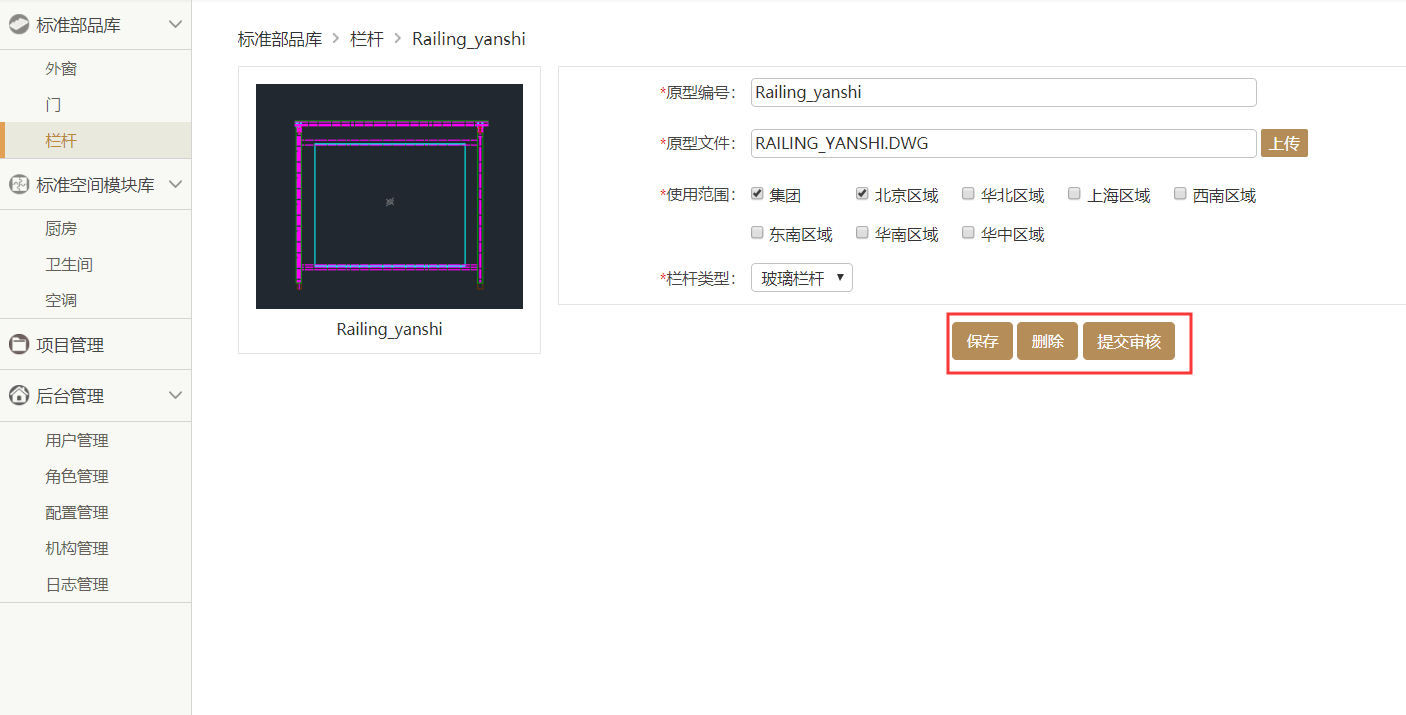 标准部品库
外窗
门
栏杆
标准空间模块库
厨房
卫生间
空调
项目管理
后台管理
用户管理
角色管理
配置管理
机构管理
日志管理
标准部品库 > 栏杆 > Railing_yanshi
Railing_yanshi
*原型编号: Railing_yanshi
*原型文件: RAILING_YANSHI.DWG 上传
*使用范围: 集团 北京区域 华北区域 上海区域 西南区域
东南区域 华南区域 华中区域
*栏杆类型: 玻璃栏杆
保存 删除 提交审核